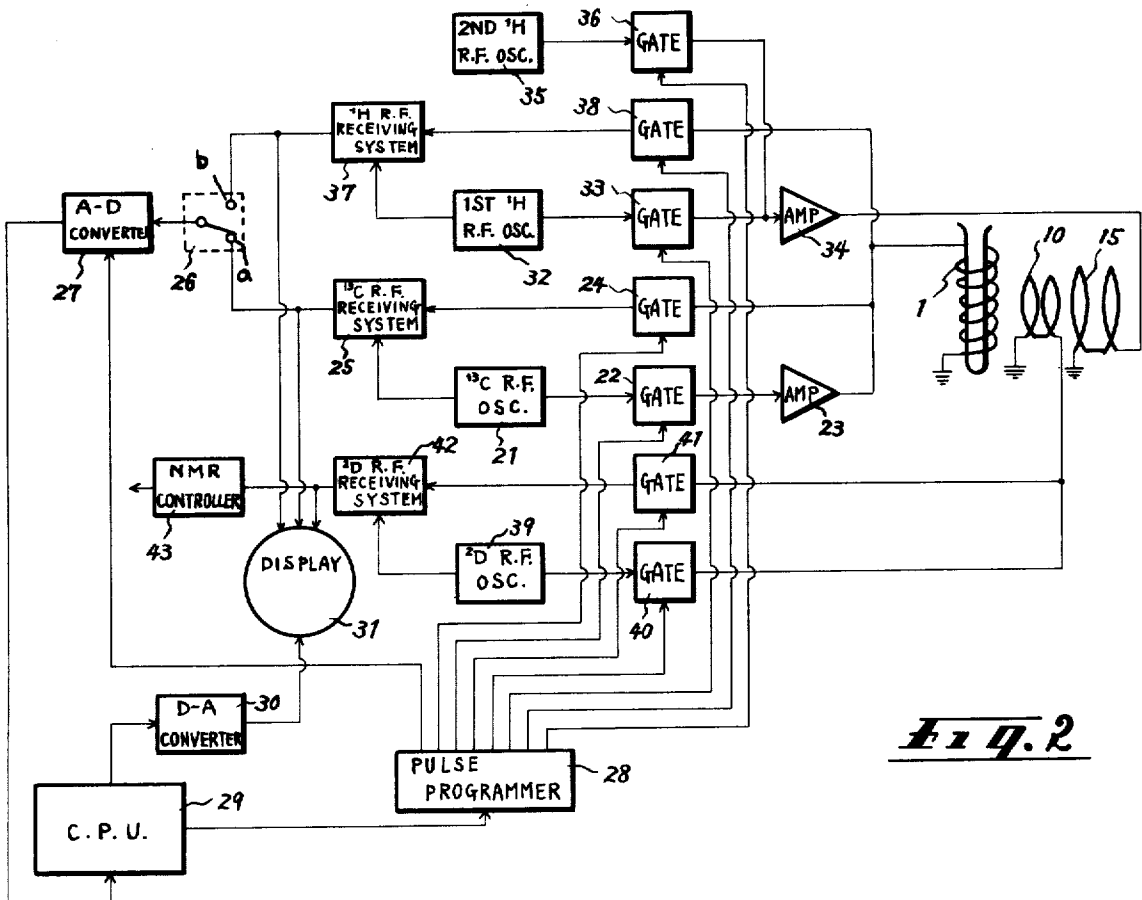 2ND ¹H
R.F. OSC.
35
36
GATE
¹H R.F.
RECEIVING
SYSTEM
37
38
GATE
b
A-D
CONVERTER
27
26
a
1ST ¹H
R.F. OSC.
32
33
GATE
AMP
34
10
15
1
¹³C R.F.
RECEIVING
SYSTEM
25
24
GATE
¹³C R.F.
OSC.
21
22
GATE
AMP
23
NMR
CONTROLLER
43
²D R.F.
RECEIVING
SYSTEM
42
41
GATE
DISPLAY
31
39
²D R.F.
OSC.
GATE
40
D-A
CONVERTER
30
PULSE
PROGRAMMER
28
C.P.U.
29
Fig. 2